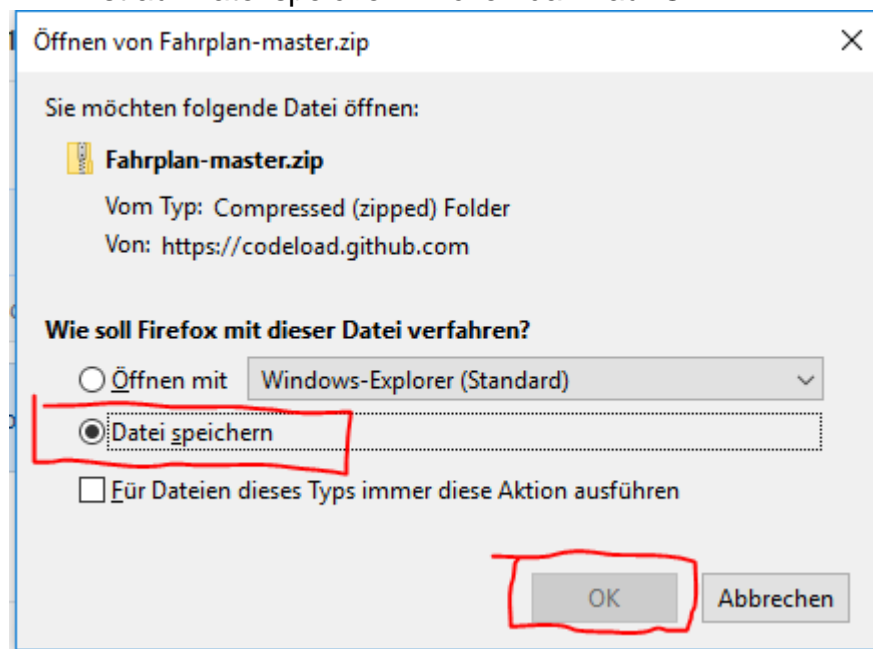 Öffnen von Fahrplan-master.zip
Sie möchten folgende Datei öffnen:
Fahrplan-master.zip
Vom Typ: Compressed (zipped) Folder
Von: https://codeload.github.com
Wie soll Firefox mit dieser Datei verfahren?
Öffnen mit Windows-Explorer (Standard)
Datei speichern
Für Dateien dieses Typs immer diese Aktion ausführen
OK Abbrechen